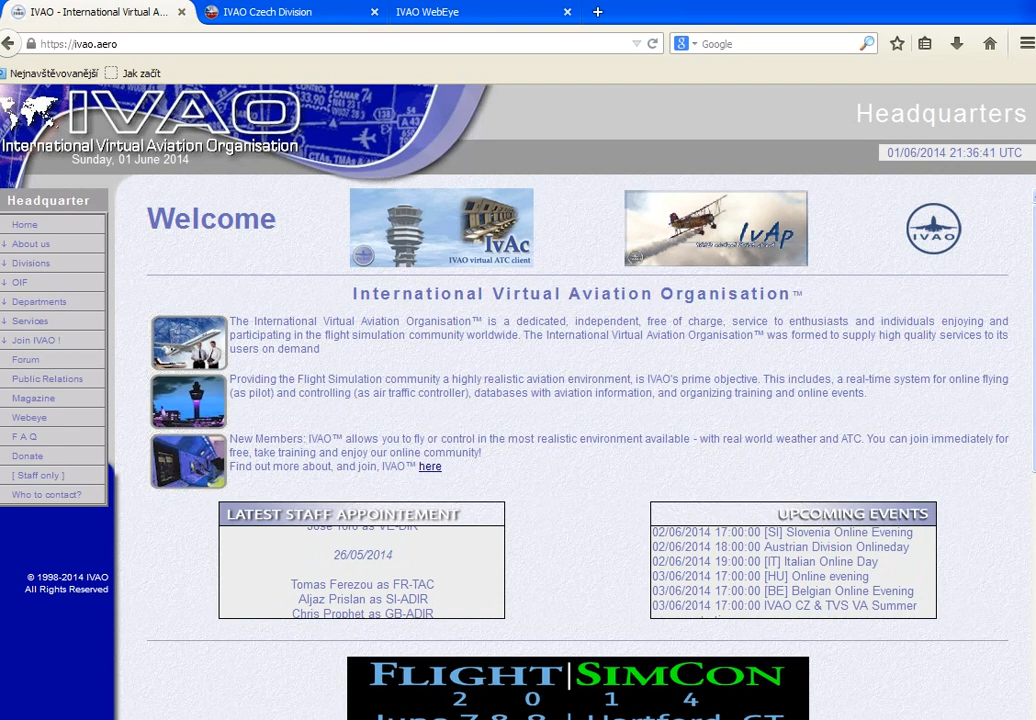 IVAO - International Virtual A...
IVAO Czech Division
IVAO WebEye
https://ivao.aero
Google
Nejnavštěvovanější
Jak začít
IVAO
International Virtual Aviation Organisation
Sunday, 01 June 2014
Headquarters
01/06/2014 21:36:41 UTC
Headquarter
Home
About us
Divisions
OIF
Departments
Services
Join IVAO !
Forum
Public Relations
Magazine
Webeye
F A Q
Donate
[ Staff only ]
Who to contact?
© 1998-2014 IVAO
All Rights Reserved
Welcome
IvAc
IVAO virtual ATC client
IvAp
IVAO
International Virtual Aviation Organisation™
The International Virtual Aviation Organisation™ is a dedicated, independent, free of charge, service to enthusiasts and individuals enjoying and
participating in the flight simulation community worldwide. The International Virtual Aviation Organisation™ was formed to supply high quality services to its
users on demand
Providing the Flight Simulation community a highly realistic aviation environment, is IVAO's prime objective. This includes, a real-time system for online flying
(as pilot) and controlling (as air traffic controller), databases with aviation information, and organizing training and online events.
New Members: IVAO™ allows you to fly or control in the most realistic environment available - with real world weather and ATC. You can join immediately for
free, take training and enjoy our online community!
Find out more about, and join, IVAO™ here
LATEST STAFF APPOINTEMENT
Jose Toro as VE-DIR
26/05/2014
Tomas Ferezou as FR-TAC
Aljaz Prislan as SI-ADIR
Chris Prophet as GB-ADIR
UPCOMING EVENTS
02/06/2014 17:00:00 [SI] Slovenia Online Evening
02/06/2014 18:00:00 Austrian Division Onlineday
02/06/2014 19:00:00 [IT] Italian Online Day
03/06/2014 17:00:00 [HU] Online evening
03/06/2014 17:00:00 [BE] Belgian Online Evening
03/06/2014 17:00:00 IVAO CZ & TVS VA Summer
FLIGHT|SIMCON
2 0 1 4
June 7 & 8 | Hartford, CT